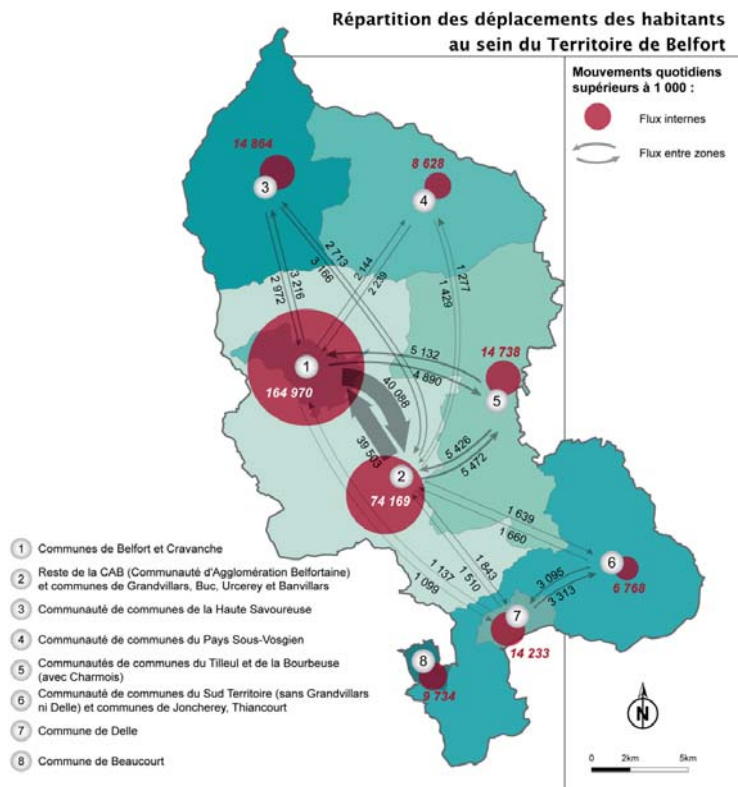 Répartition des déplacements des habitants
au sein du Territoire de Belfort
Mouvements quotidiens
supérieurs à 1 000 :
Flux internes
Flux entre zones
14 864
3
8 628
4
2 713
3 166
2 144
2 239
1 277
1 429
3 216
2 972
1
164 970
5 132
4 890
14 738
5
40 088
39 503
5 426
5 472
2
74 169
1 639
1 660
6
6 768
1 843
1 510
1 137
1 099
3 095
3 313
7
14 233
8
9 734
1 Communes de Belfort et Cravanche
2 Reste de la CAB (Communauté d'Agglomération Belfortaine)
et communes de Grandvillars, Buc, Urcerey et Banvillars
3 Communauté de communes de la Haute Savoureuse
4 Communauté de communes du Pays Sous-Vosgien
5 Communautés de communes du Tilleul et de la Bourbeuse
(avec Charmois)
6 Communauté de communes du Sud Territoire (sans Grandvillars
ni Delle) et communes de Joncherey, Thiancourt
7 Commune de Delle
8 Commune de Beaucourt
N
0 2km 5km